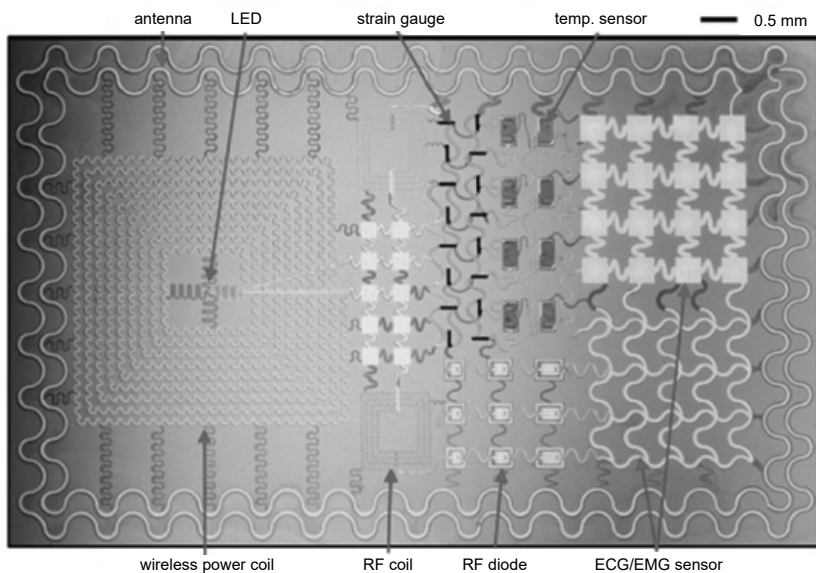 antenna LED strain gauge temp. sensor 0.5 mm
wireless power coil RF coil RF diode ECG/EMG sensor